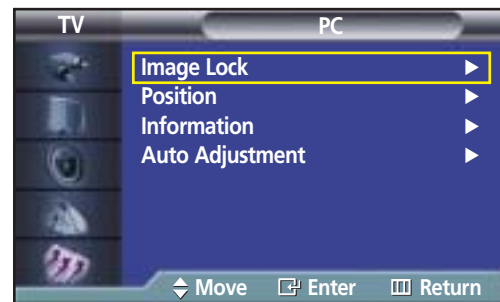 TV PC
Image Lock
Position
Information
Auto Adjustment
Move Enter Return